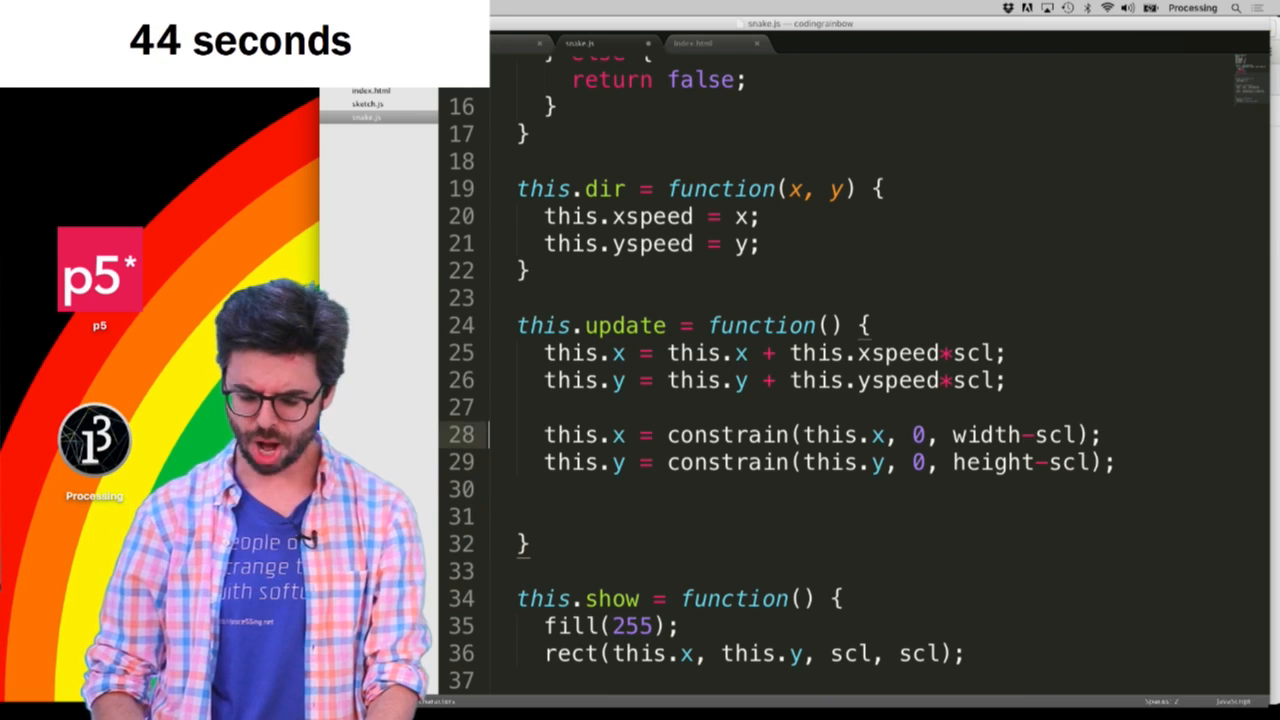 44 seconds
Processing
snake.js — codingrainbow
snake.js
index.html
index.html
sketch.js
snake.js
} else {
return false;
16 }
17 }
18
19 this.dir = function(x, y) {
20 this.xspeed = x;
21 this.yspeed = y;
22 }
23
24 this.update = function() {
25 this.x = this.x + this.xspeed*scl;
26 this.y = this.y + this.yspeed*scl;
27
28 this.x = constrain(this.x, 0, width-scl);
29 this.y = constrain(this.y, 0, height-scl);
30
31
32 }
33
34 this.show = function() {
35 fill(255);
36 rect(this.x, this.y, scl, scl);
37
p5*
p5
Processing
eople o
with softw
Spaces: 2
JavaScript